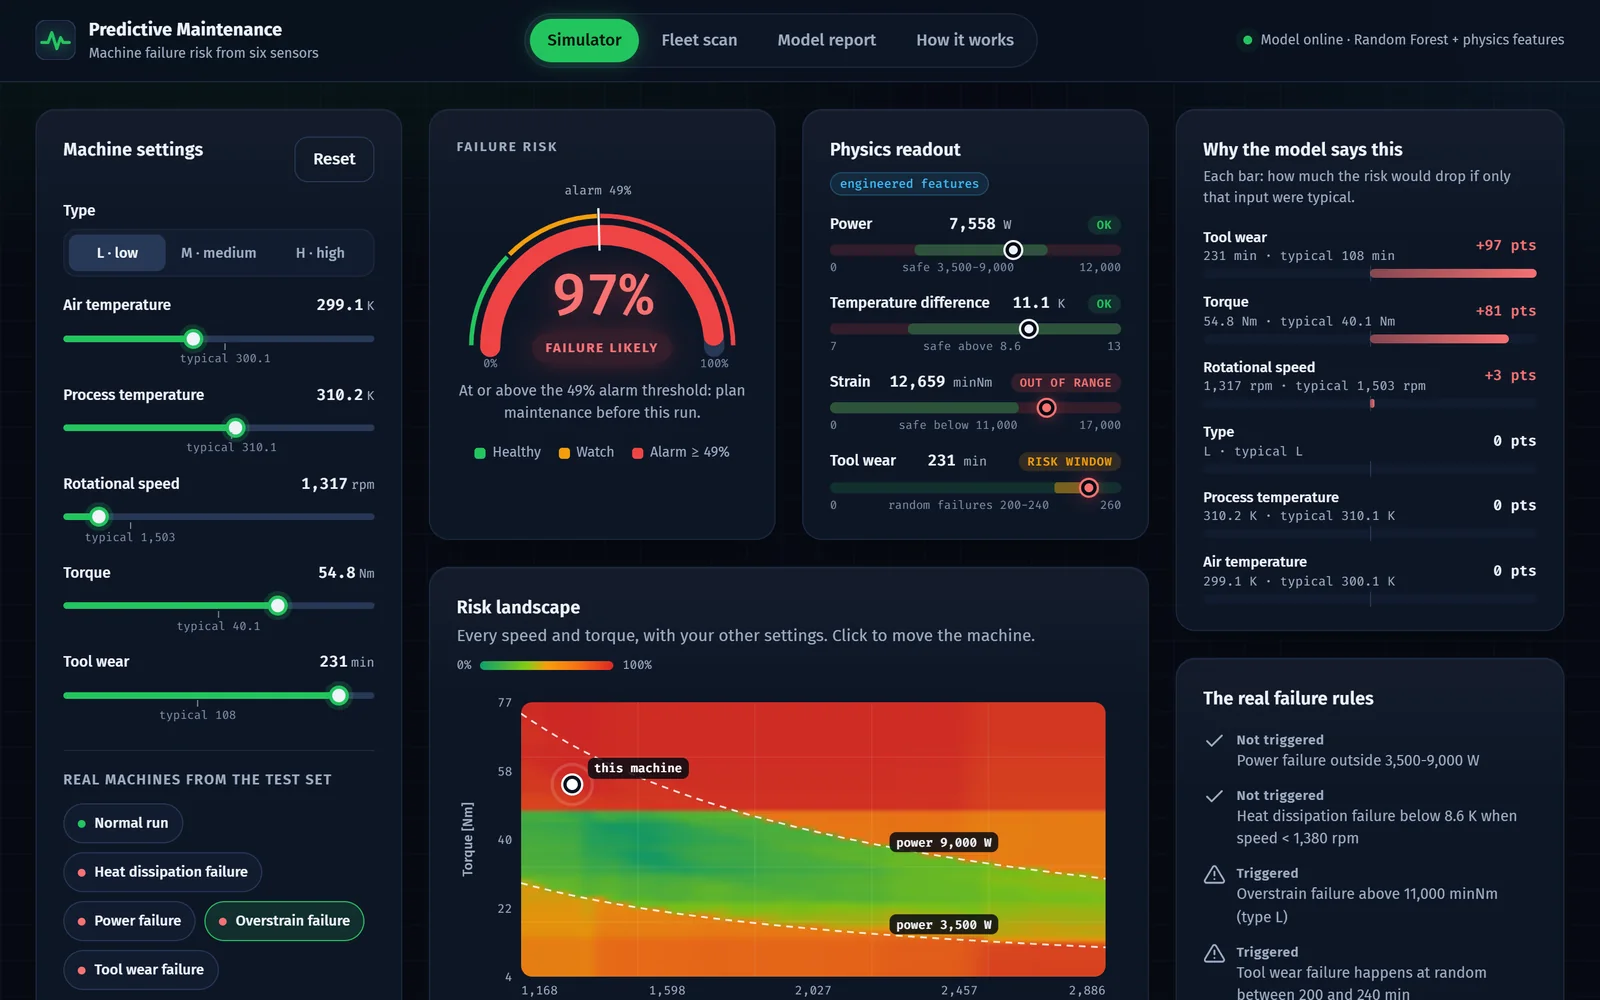 Predictive Maintenance
Machine failure risk from six sensors
Simulator
Fleet scan
Model report
How it works
Model online · Random Forest + physics features
Machine settings
Reset
Type
L · low
M · medium
H · high
Air temperature 299.1 K
typical 300.1
Process temperature 310.2 K
typical 310.1
Rotational speed 1,317 rpm
typical 1,503
Torque 54.8 Nm
typical 40.1
Tool wear 231 min
typical 108
REAL MACHINES FROM THE TEST SET
Normal run
Heat dissipation failure
Power failure
Overstrain failure
Tool wear failure
FAILURE RISK
alarm 49%
97%
FAILURE LIKELY
0% 100%
At or above the 49% alarm threshold: plan
maintenance before this run.
Healthy Watch Alarm ≥ 49%
Physics readout
engineered features
Power 7,558 W OK
0 safe 3,500-9,000 12,000
Temperature difference 11.1 K OK
7 safe above 8.6 13
Strain 12,659 minNm OUT OF RANGE
0 safe below 11,000 17,000
Tool wear 231 min RISK WINDOW
0 random failures 200-240 260
Risk landscape
Every speed and torque, with your other settings. Click to move the machine.
0% 100%
77
58
40
22
4
Torque [Nm]
this machine
power 9,000 W
power 3,500 W
1,168 1,598 2,027 2,457 2,886
Why the model says this
Each bar: how much the risk would drop if only
that input were typical.
Tool wear
231 min · typical 108 min
+97 pts
Torque
54.8 Nm · typical 40.1 Nm
+81 pts
Rotational speed
1,317 rpm · typical 1,503 rpm
+3 pts
Type
L · typical L
0 pts
Process temperature
310.2 K · typical 310.1 K
0 pts
Air temperature
299.1 K · typical 300.1 K
0 pts
The real failure rules
Not triggered
Power failure outside 3,500-9,000 W
Not triggered
Heat dissipation failure below 8.6 K when
speed < 1,380 rpm
Triggered
Overstrain failure above 11,000 minNm
(type L)
Triggered
Tool wear failure happens at random
between 200 and 240 min